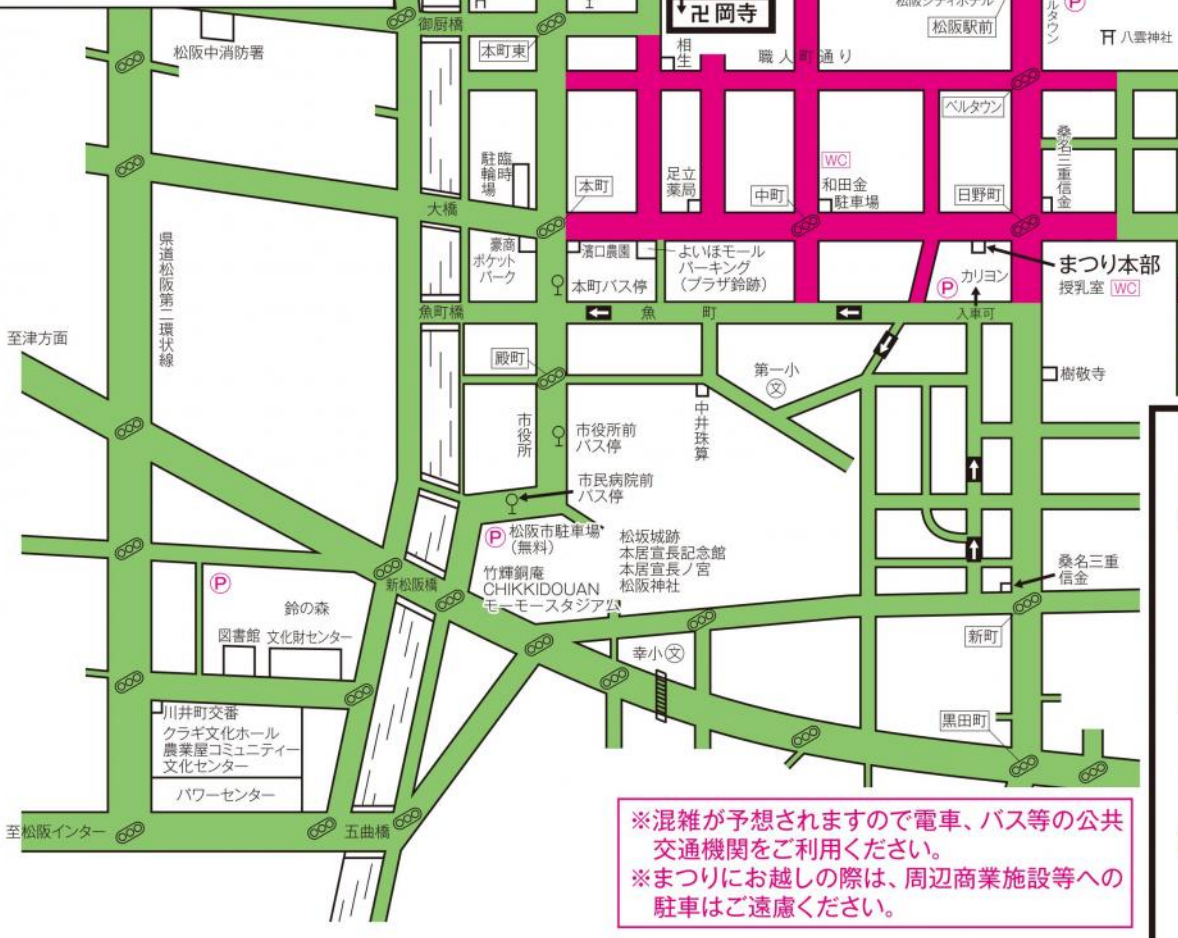 御厨橋
卍 岡寺
松阪シティホテル
松阪駅前
P
八雲神社
松阪中消防署
本町東
相生
職人町通り
ベルタウン
桑名三重信金
駐輪場
臨時
本町
足立
薬局
WC
和田金
駐車場
中町
日野町
大橋
豪商
ポケット
パーク
濱口農園
よいほモール
パーキング
(プラザ鈴跡)
本町バス停
P
カリヨン
まつり本部
授乳室 WC
県道松阪第二環状線
魚町橋
魚町
入車可
至津方面
殿町
第一小
文
樹敬寺
市役所
市役所前
バス停
中井珠算
市民病院前
バス停
P 松阪市駐車場
(無料)
松坂城跡
本居宣長記念館
本居宣長ノ宮
松阪神社
竹輝銅庵
CHIKKIDOUAN
モーモースタジアム
新松阪橋
桑名三重
信金
P
鈴の森
図書館
文化財センター
幸小 文
新町
川井町交番
クラギ文化ホール
農業屋コミュニティー
文化センター
パワーセンター
黒田町
至松阪インター
五曲橋
※混雑が予想されますので電車、バス等の公共
交通機関をご利用ください。
※まつりにお越しの際は、周辺商業施設等への
駐車はご遠慮ください。